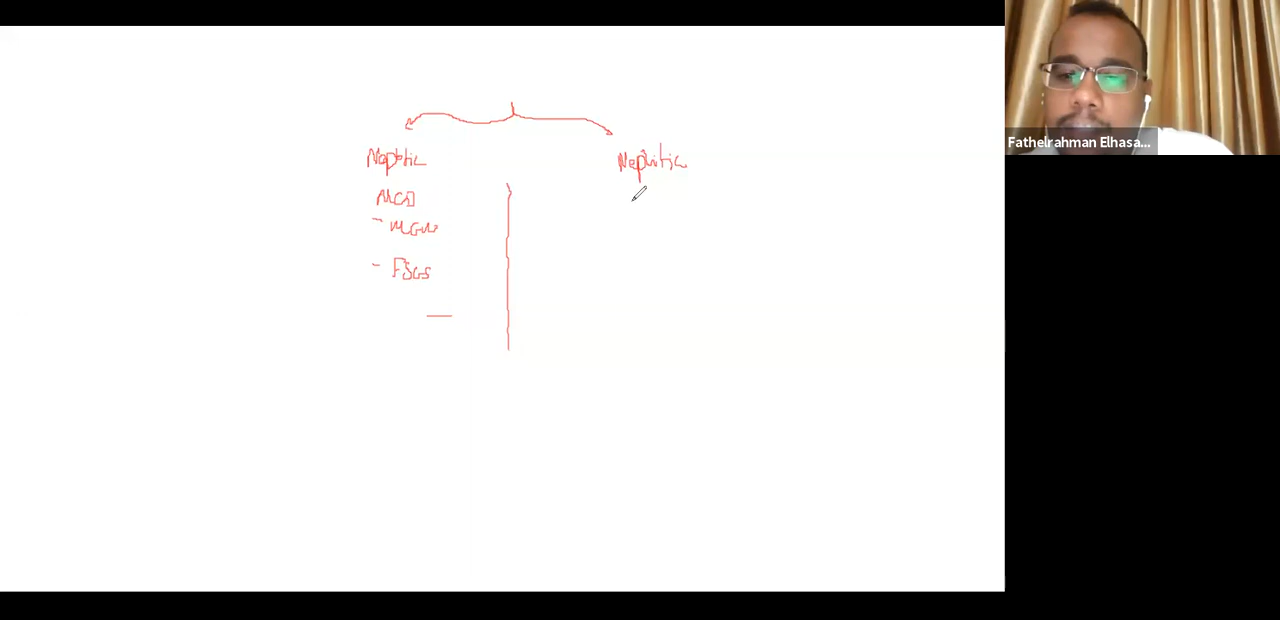 Nephrotic
Nephritic
MCD
- MGN
- FSGS
Fathelrahman Elhasa...